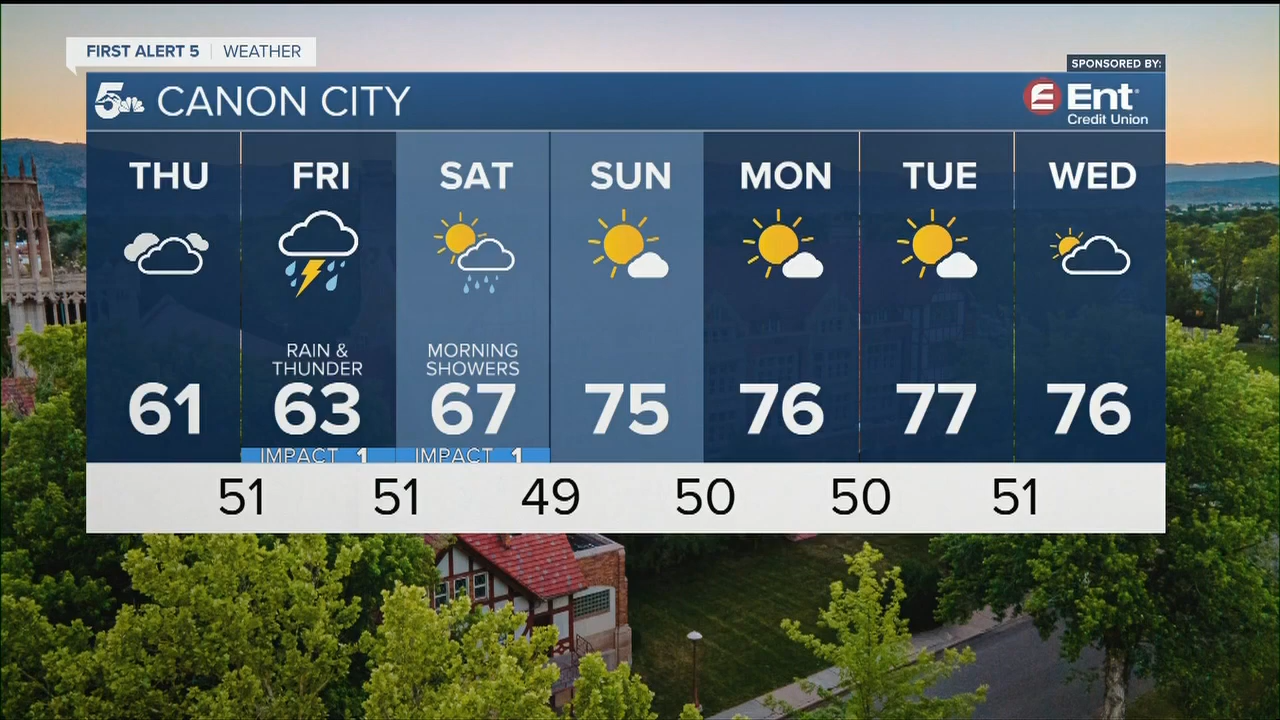 FIRST ALERT 5 | WEATHER
SPONSORED BY:
5 CANON CITY
Ent
Credit Union
THU FRI SAT SUN MON TUE WED
RAIN & THUNDER MORNING SHOWERS
61 63 67 75 76 77 76
IMPACT 1 IMPACT 1
51 51 49 50 50 51